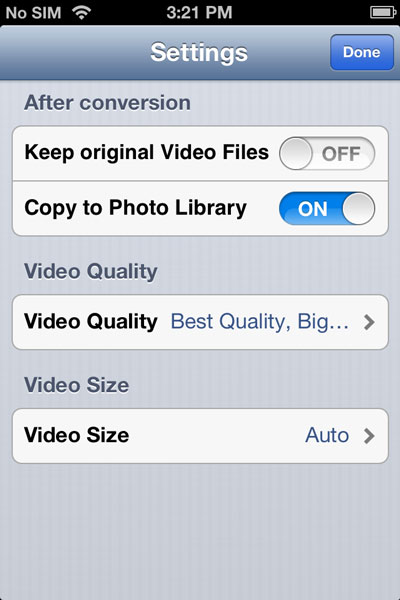 No SIM 3:21 PM
Settings Done
After conversion
Keep original Video Files OFF
Copy to Photo Library ON
Video Quality
Video Quality Best Quality, Big...
Video Size
Video Size Auto